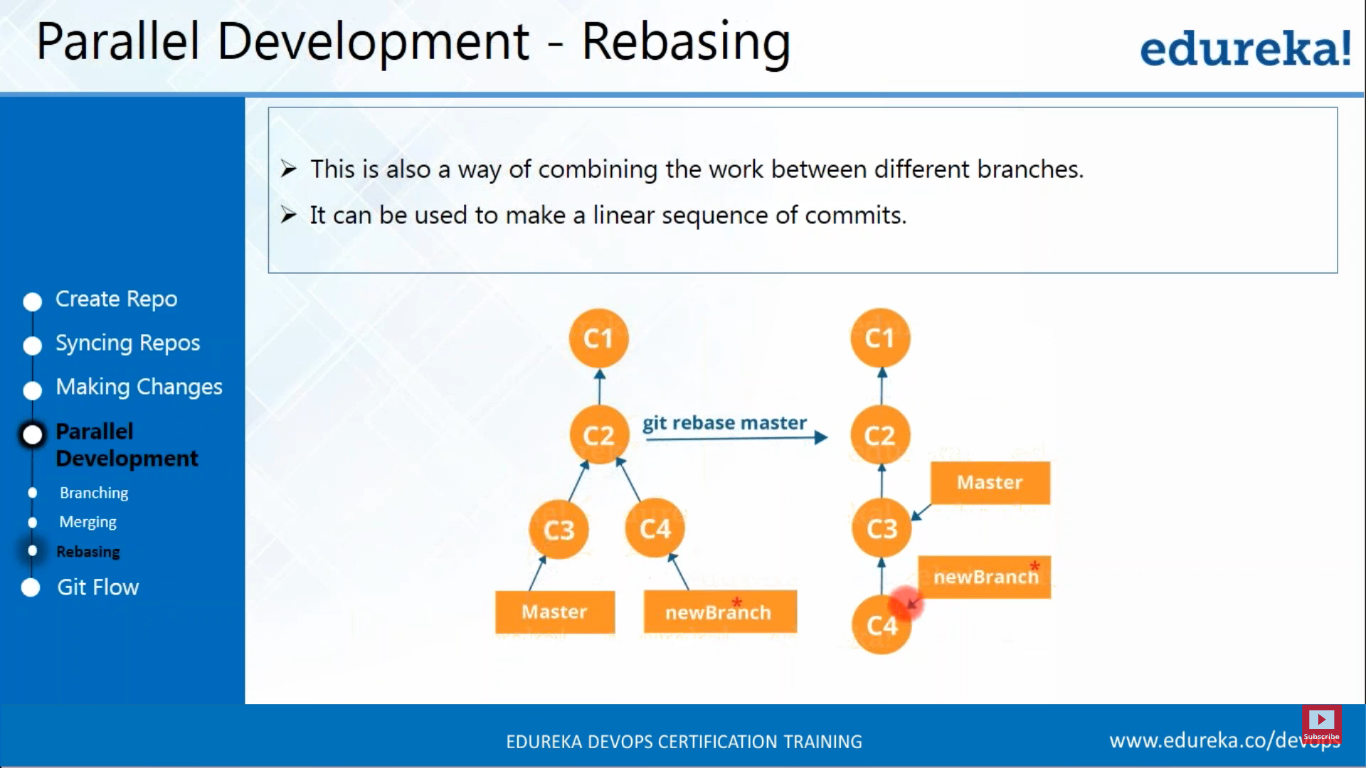 Parallel Development - Rebasing
edureka!
➢ This is also a way of combining the work between different branches.
➢ It can be used to make a linear sequence of commits.
Create Repo
Syncing Repos
Making Changes
Parallel
Development
Branching
Merging
Rebasing
Git Flow
C1
C2
C3
C4
Master
newBranch*
git rebase master
C1
C2
Master
C3
newBranch*
C4
EDUREKA DEVOPS CERTIFICATION TRAINING
www.edureka.co/devops
Subscribe